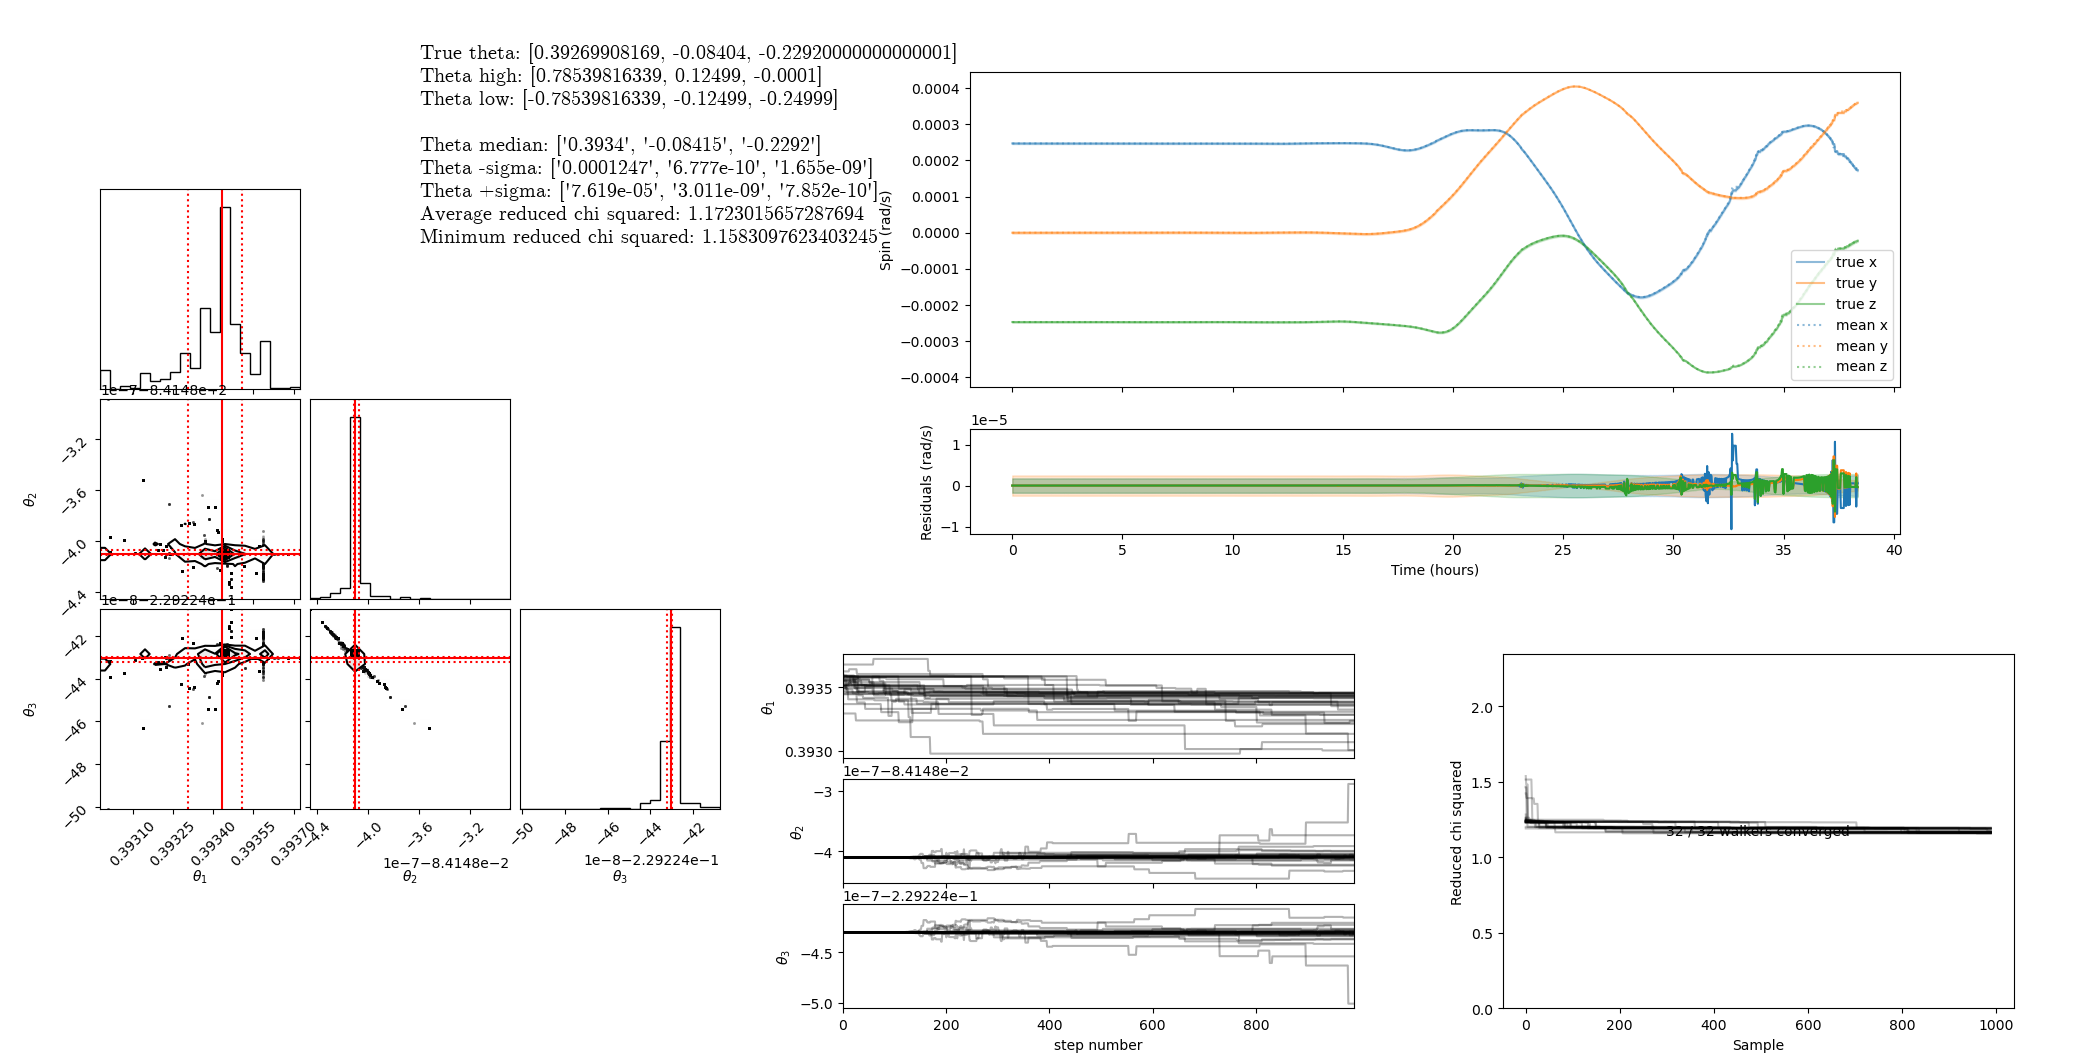 True theta: [0.39269908169, -0.08404, -0.22920000000000001]
Theta high: [0.78539816339, 0.12499, -0.0001]
Theta low: [-0.78539816339, -0.12499, -0.24999]
Theta median: ['0.3934', '-0.08415', '-0.2292']
Theta -sigma: ['0.0001247', '6.777e-10', '1.655e-09']
Theta +sigma: ['7.619e-05', '3.011e-09', '7.852e-10']
Average reduced chi squared: 1.1723015657287694
Minimum reduced chi squared: 1.1583097623403245
0.0004
0.0003
0.0002
0.0001
0.0000
−0.0001
−0.0002
−0.0003
−0.0004
Spin (rad/s)
true x
true y
true z
mean x
mean y
mean z
1e−5
1
0
−1
Residuals (rad/s)
0 5 10 15 20 25 30 35 40
Time (hours)
1e−7−8.4148e−2
−3.2
−3.6
−4.0
−4.4
θ2
1e−8−2.29224e−1
−42
−44
−46
−48
−50
θ3
0.39310 0.39325 0.39340 0.39355 0.39370
θ1
−4.4 −4.0 −3.6 −3.2
1e−7−8.4148e−2
θ2
−50 −48 −46 −44 −42
1e−8−2.29224e−1
θ3
0.3935
0.3930
θ1
1e−7−8.4148e−2
−3
−4
θ2
1e−7−2.29224e−1
−4.5
−5.0
θ3
0 200 400 600 800
step number
2.0
1.5
1.0
0.5
0.0
Reduced chi squared
32 / 32 walkers converged
0 200 400 600 800 1000
Sample